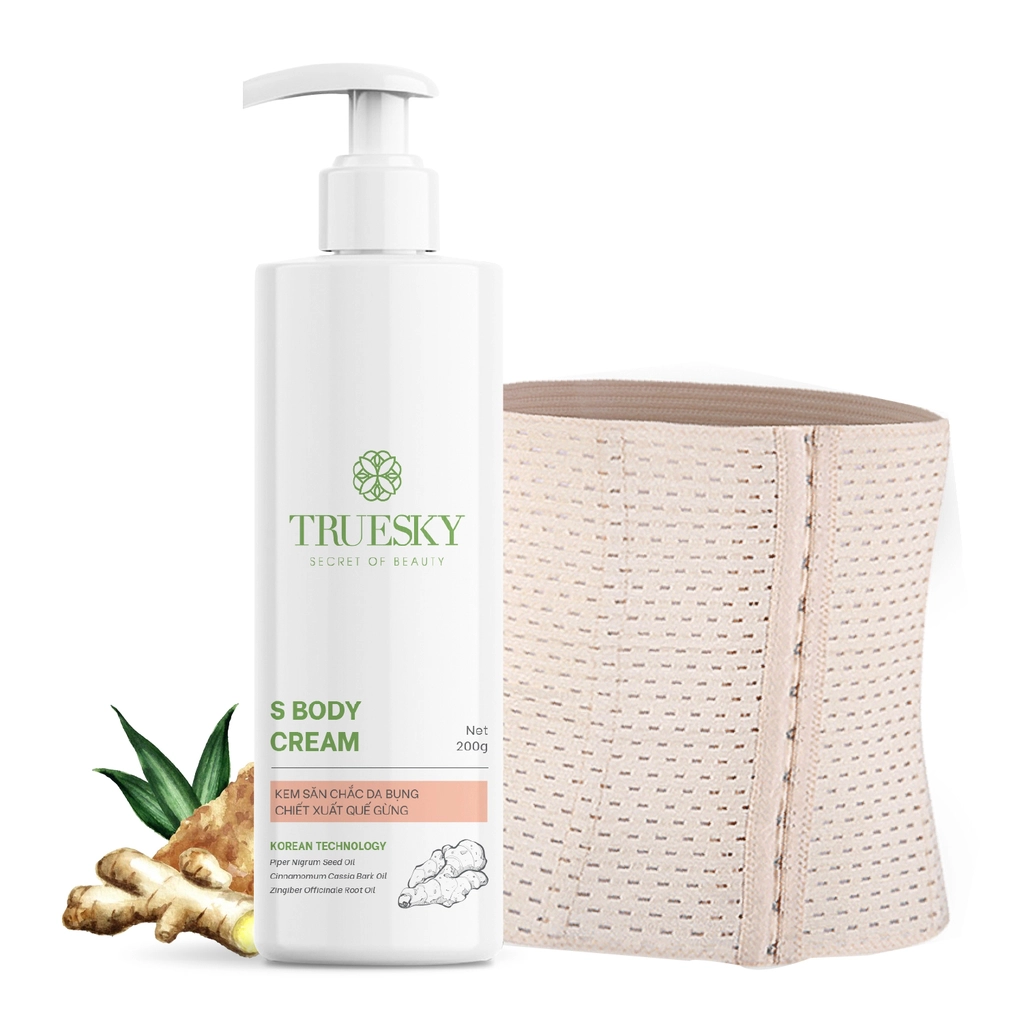 TRUESKY
SECRET OF BEAUTY
S BODY
CREAM
Net
200g
KEM SĂN CHẮC DA BỤNG
CHIẾT XUẤT QUẾ GỪNG
KOREAN TECHNOLOGY
Piper Nigrum Seed Oil
Cinnamomum Cassia Bark Oil
Zingiber Officinale Root Oil